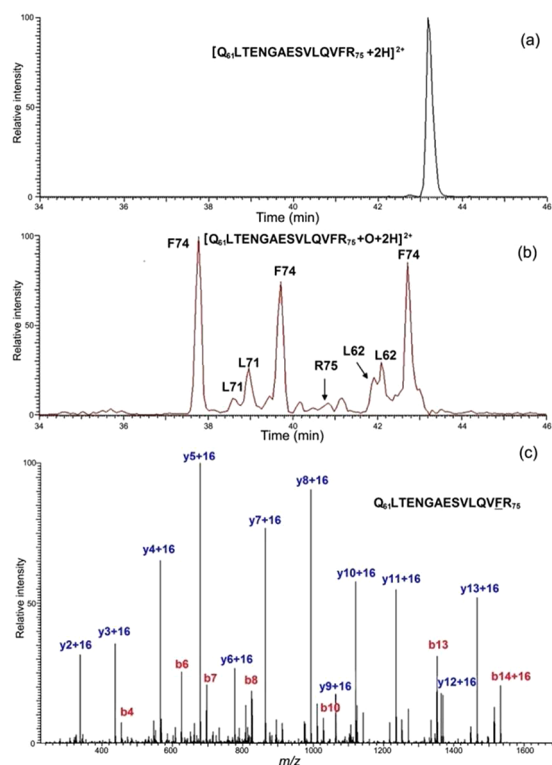 (a)
[Q₆₁LTENGAESVLQVFR₇₅ +2H]²⁺
Relative intensity
100
50
0
34 36 38 40 42 44 46
Time (min)
(b)
[Q₆₁LTENGAESVLQVFR₇₅+O+2H]²⁺
Relative intensity
100
50
0
F74
L71
L71
F74
R75
L62
L62
F74
34 36 38 40 42 44 46
Time (min)
(c)
Q₆₁LTENGAESVLQVFR₇₅
Relative intensity
100
50
0
y2+16
y3+16
b4
y4+16
b6
y5+16
b7
y6+16
b8
y7+16
y8+16
b10
y9+16
y10+16
y11+16
b13
y12+16
y13+16
b14+16
400 600 800 1000 1200 1400 1600
m/z